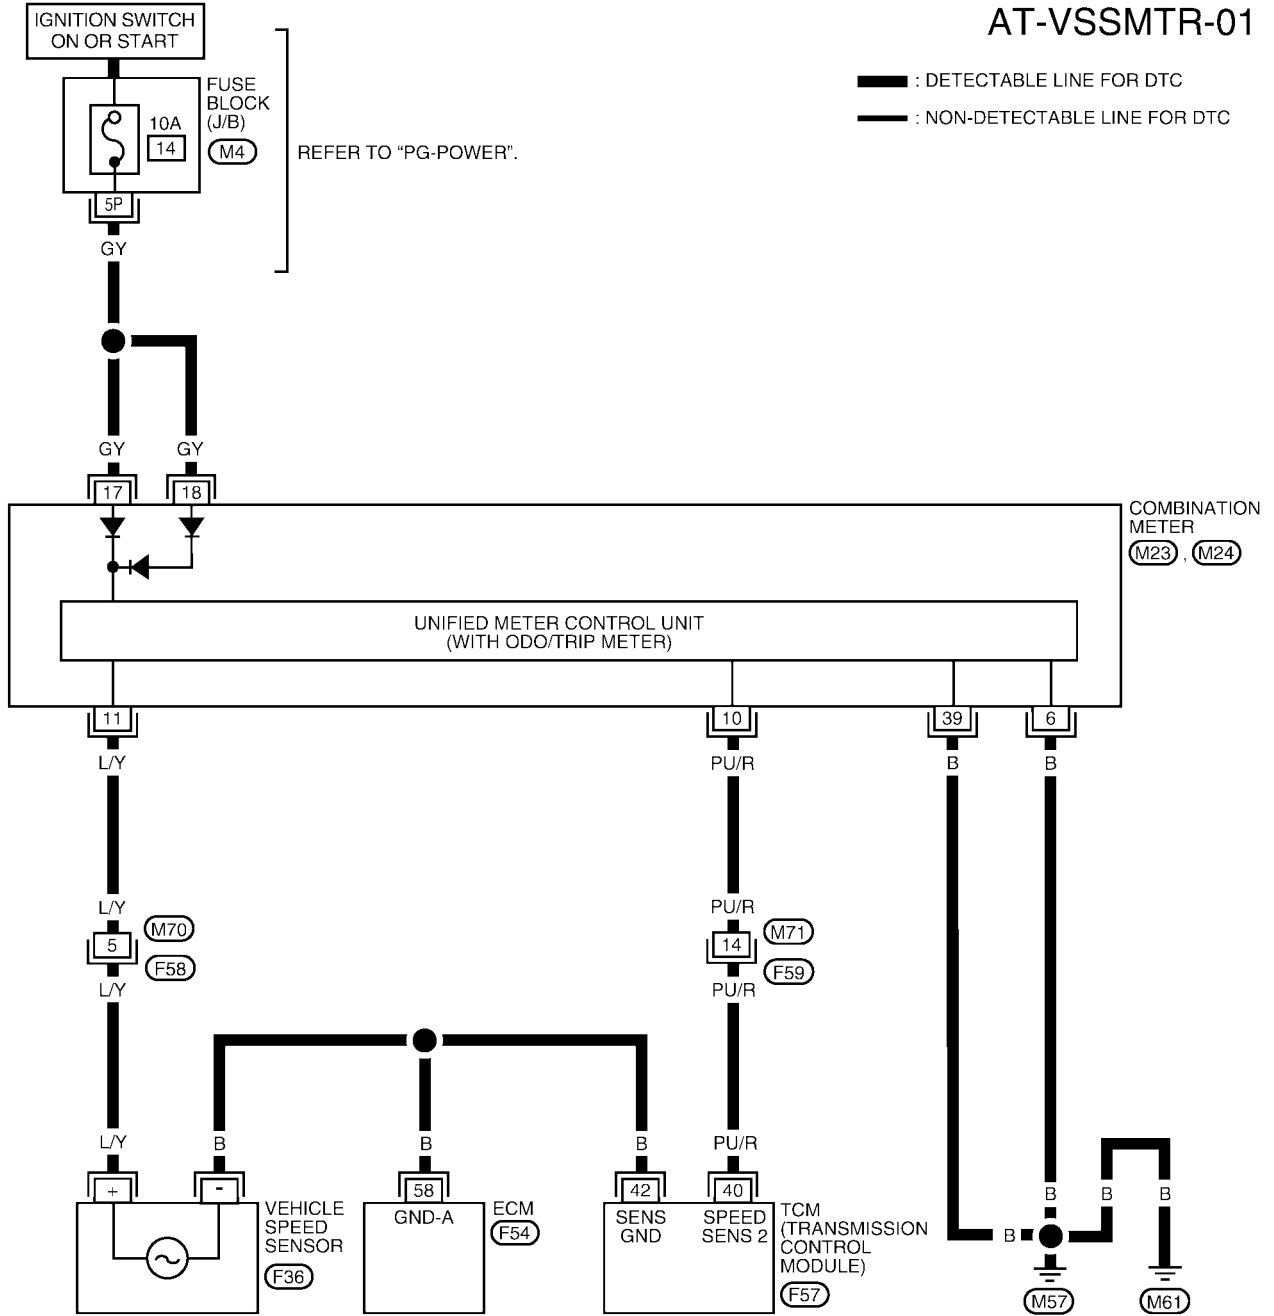 AT-VSSMTR-01
IGNITION SWITCH
ON OR START
: DETECTABLE LINE FOR DTC
: NON-DETECTABLE LINE FOR DTC
FUSE
BLOCK
(J/B)
10A
14
M4
REFER TO “PG-POWER”.
5P
GY
GY GY
17 18
COMBINATION
METER
M23 , M24
UNIFIED METER CONTROL UNIT
(WITH ODO/TRIP METER)
11 10 39 6
L/Y PU/R B B
L/Y PU/R
M70 M71
5 14
F58 F59
L/Y PU/R
L/Y B B B PU/R
+ - 58 42 40
B B B
VEHICLE
SPEED
SENSOR
F36
GND-A
ECM
F54
SENS
GND
SPEED
SENS 2
TCM
(TRANSMISSION
CONTROL
MODULE)
F57
B
M57 M61